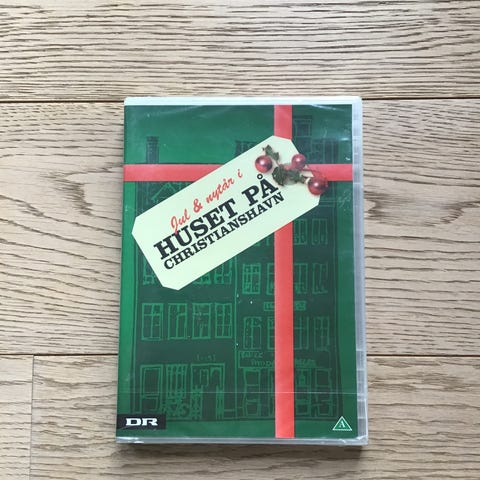 Jul & nytår i
HUSET PÅ
CHRISTIANSHAVN
DR
A